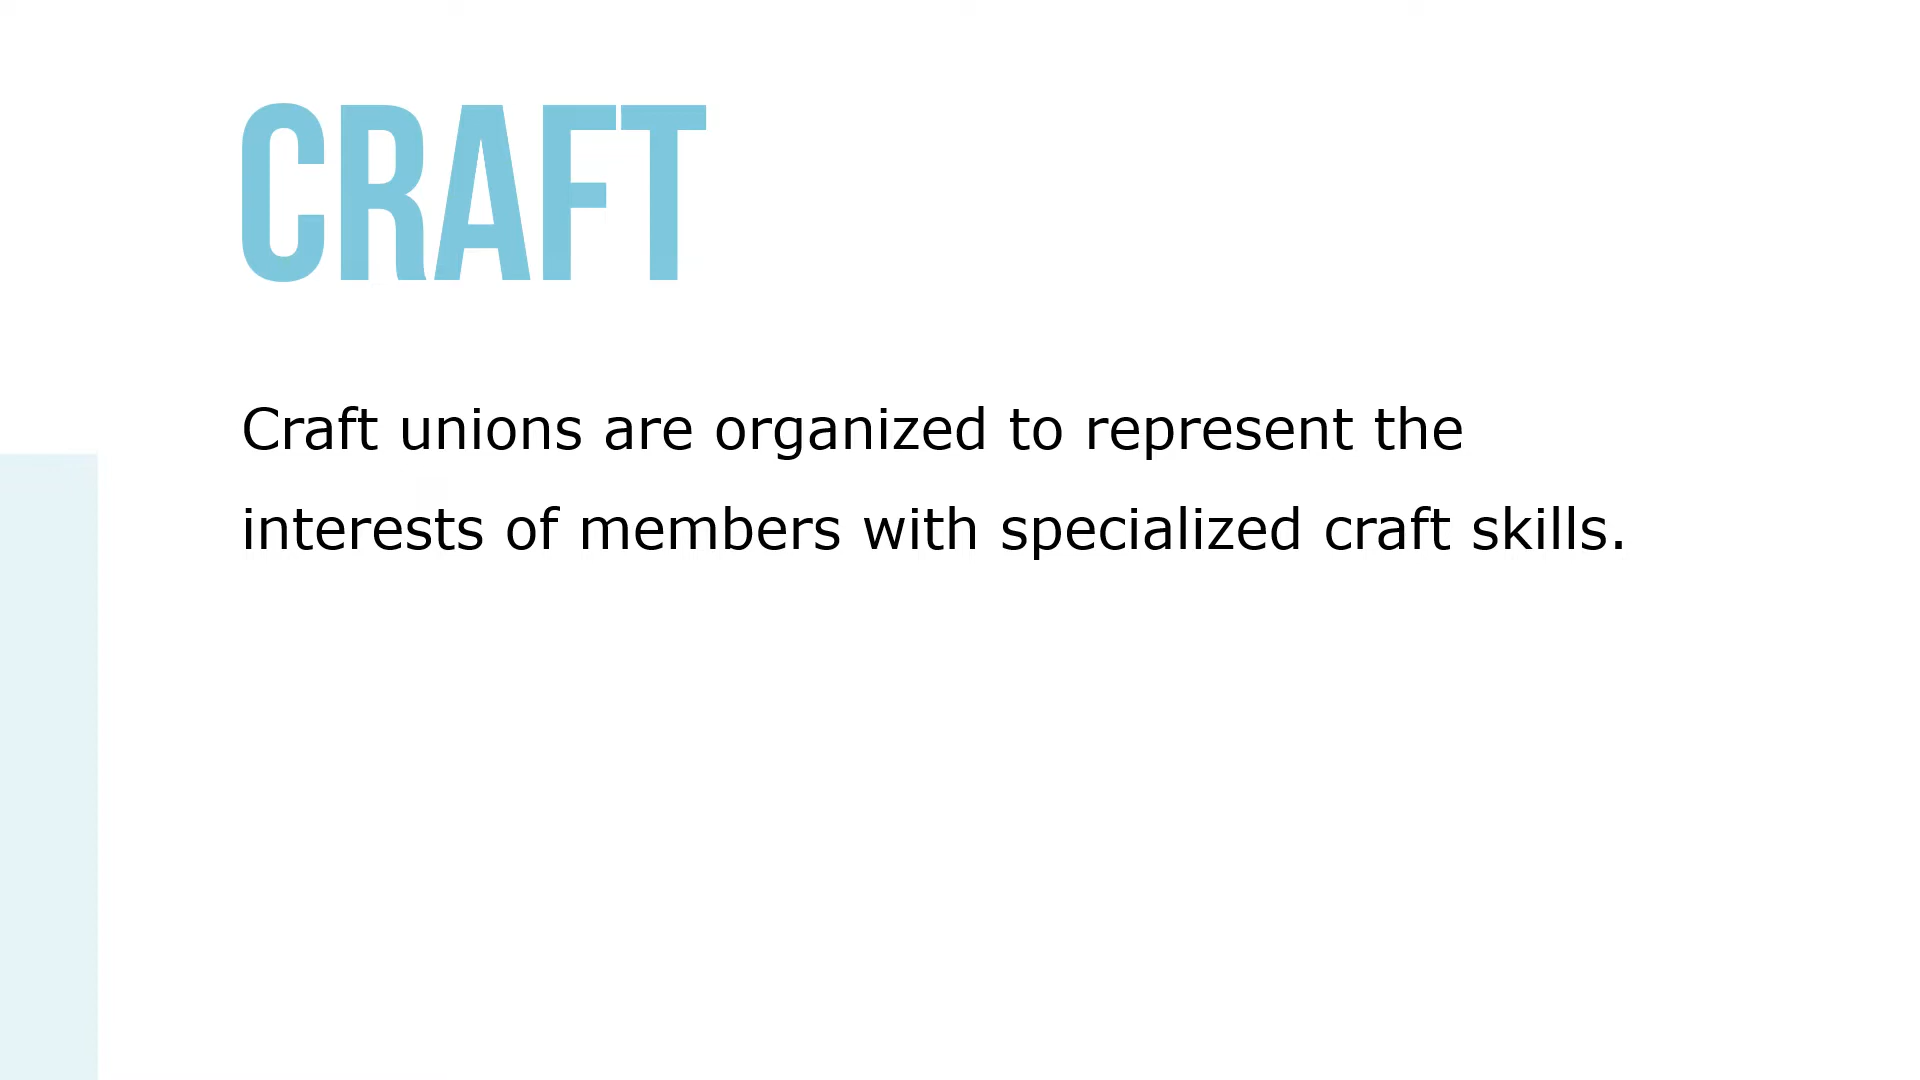 CRAFT
Craft unions are organized to represent the
interests of members with specialized craft skills.